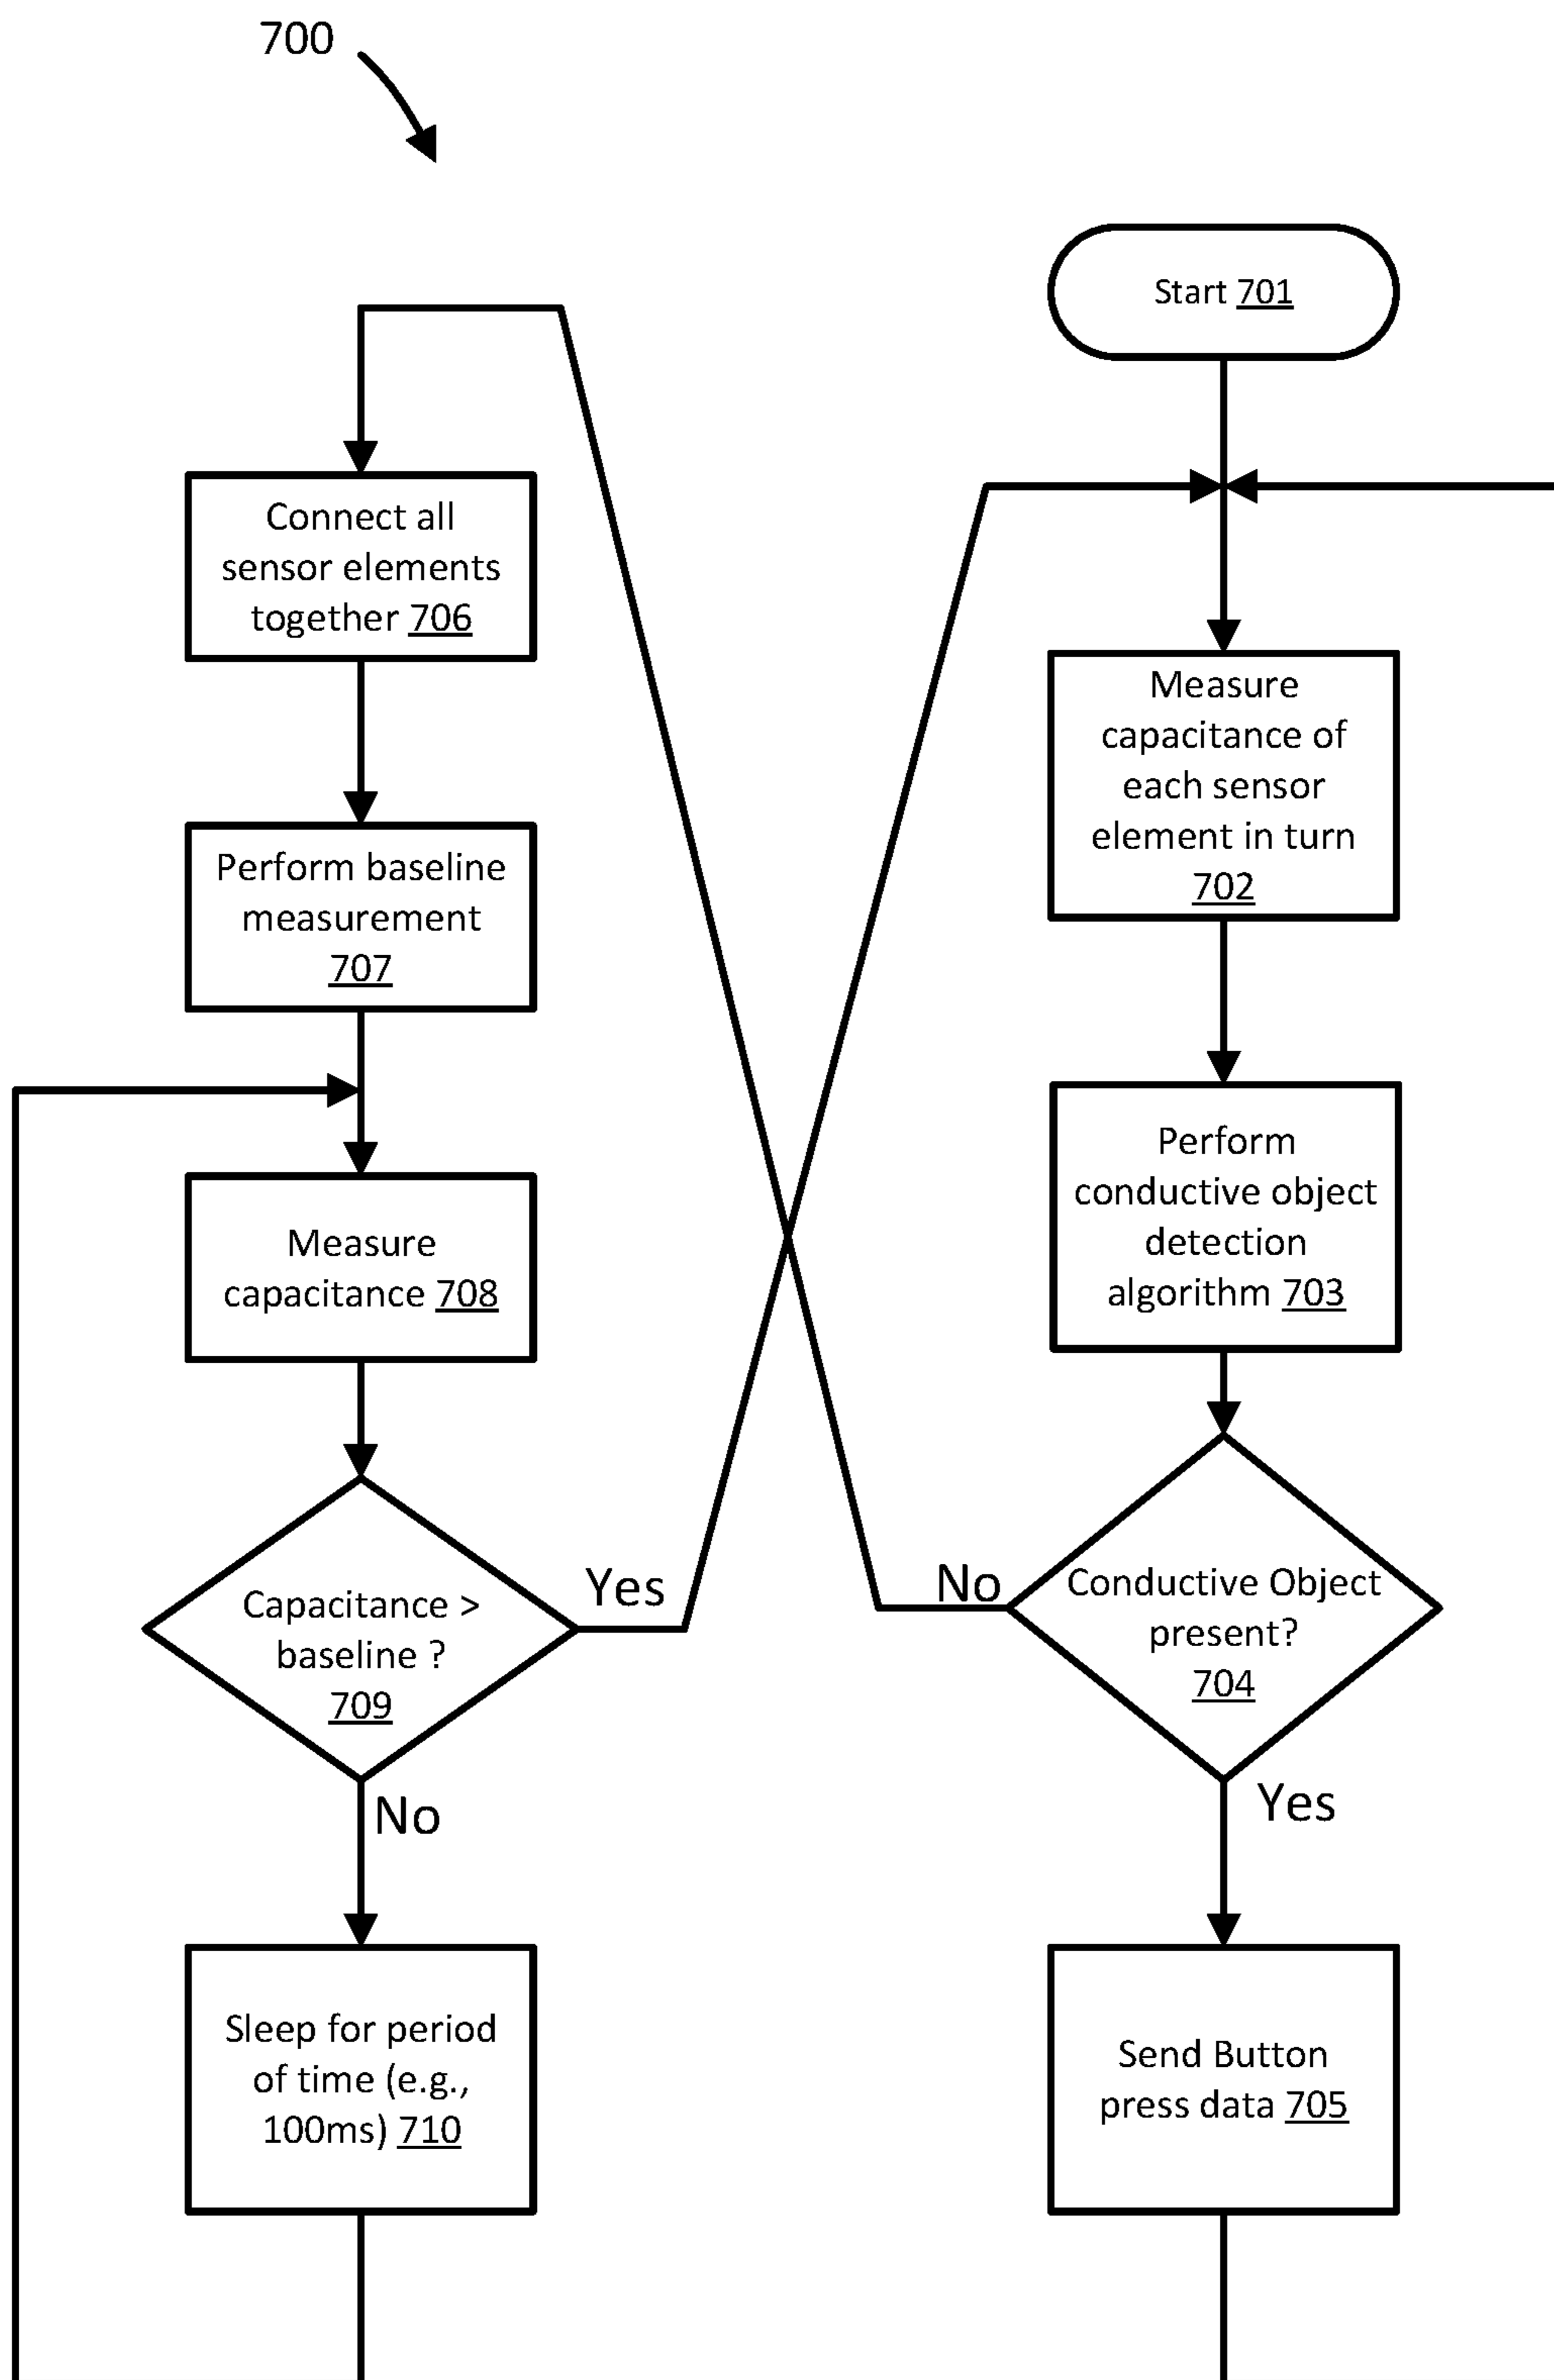 700
Start 701
Connect all
sensor elements
together 706
Measure
capacitance of
each sensor
element in turn
702
Perform baseline
measurement
707
Perform
conductive object
detection
algorithm 703
Measure
capacitance 708
Capacitance >
baseline ?
709
Yes
No
No
Conductive Object
present?
704
Yes
Sleep for period
of time (e.g.,
100ms) 710
Send Button
press data 705